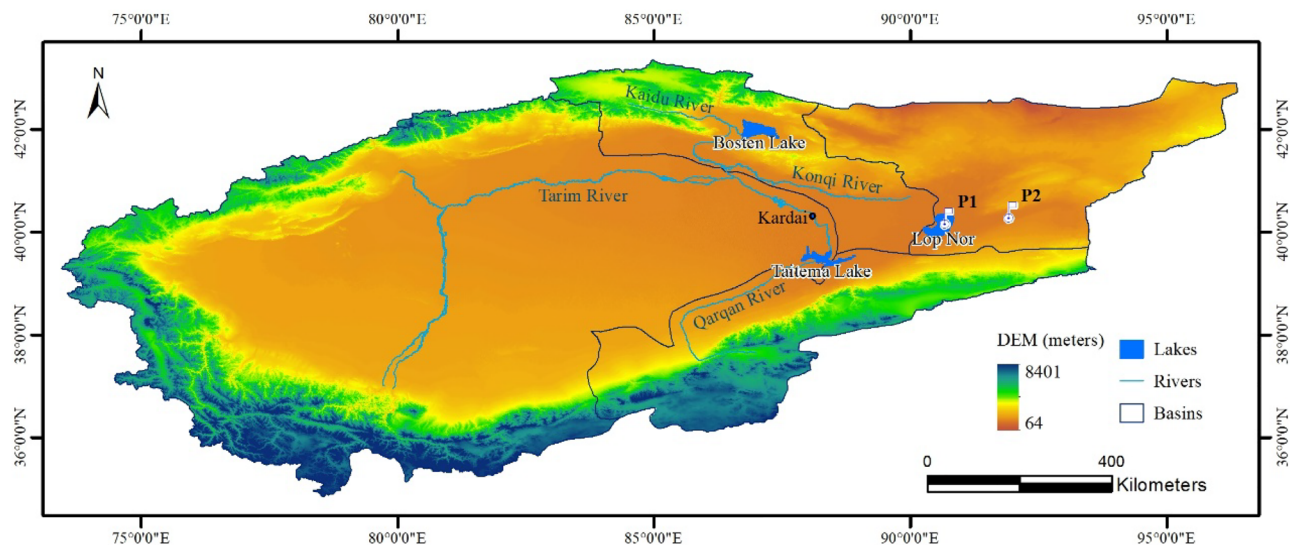 75°0'0"E 80°0'0"E 85°0'0"E 90°0'0"E 95°0'0"E
N
Kaidu River
42°0'0"N 42°0'0"N
Bosten Lake
Konqi River
Tarim River
P1 P2
Kardai
40°0'0"N 40°0'0"N
Lop Nor
Taitema Lake
Qarqan River
38°0'0"N 38°0'0"N
DEM (meters)
8401
64
Lakes
Rivers
Basins
36°0'0"N 36°0'0"N
0 400
Kilometers
75°0'0"E 80°0'0"E 85°0'0"E 90°0'0"E 95°0'0"E